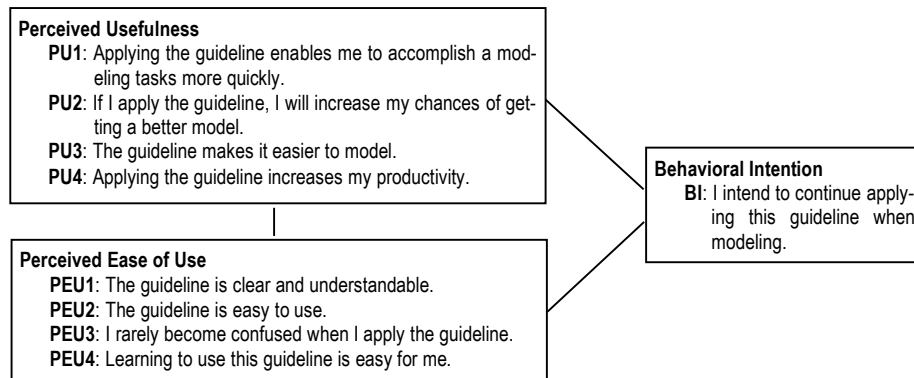 Perceived Usefulness
PU1: Applying the guideline enables me to accomplish a mod-
eling tasks more quickly.
PU2: If I apply the guideline, I will increase my chances of get-
ting a better model.
PU3: The guideline makes it easier to model.
PU4: Applying the guideline increases my productivity.
Behavioral Intention
BI: I intend to continue apply-
ing this guideline when
modeling.
Perceived Ease of Use
PEU1: The guideline is clear and understandable.
PEU2: The guideline is easy to use.
PEU3: I rarely become confused when I apply the guideline.
PEU4: Learning to use this guideline is easy for me.